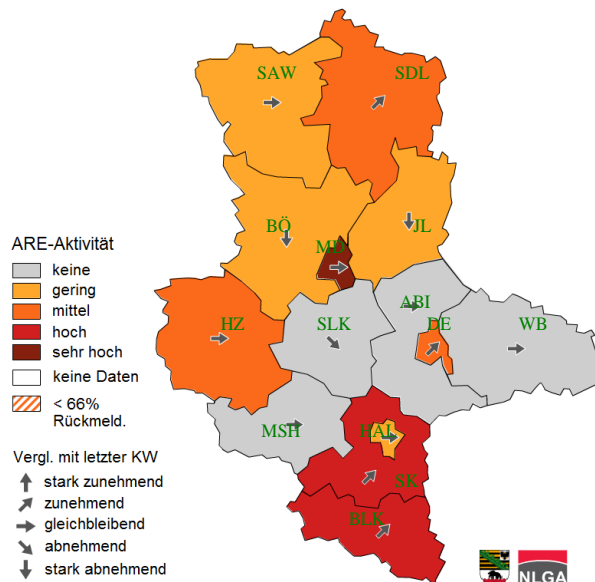 SAW
SDL
BÖ
JL
MD
ARE-Aktivität
keine
gering
mittel
hoch
sehr hoch
keine Daten
< 66%
Rückmeld.
HZ
SLK
ABI
DE
WB
MSH
HAL
SK
BLK
Vergl. mit letzter KW
stark zunehmend
zunehmend
gleichbleibend
abnehmend
stark abnehmend
NLGA